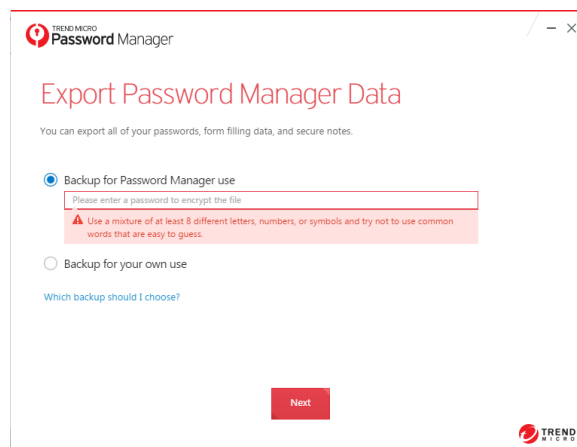 TREND MICRO
Password Manager
Export Password Manager Data
You can export all of your passwords, form filling data, and secure notes.
Backup for Password Manager use
Please enter a password to encrypt the file
Use a mixture of at least 8 different letters, numbers, or symbols and try not to use common
words that are easy to guess.
Backup for your own use
Which backup should I choose?
Next
TREND
MICRO